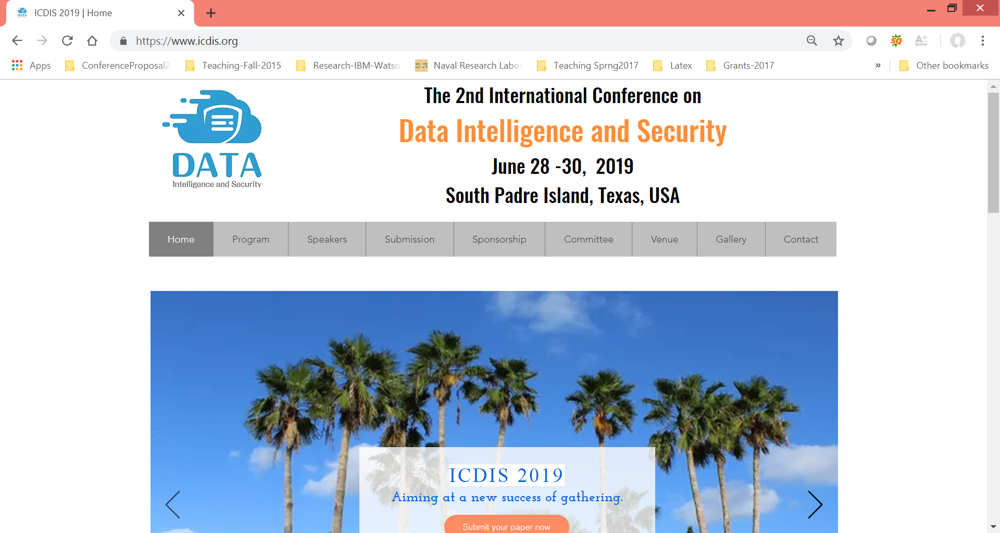 ICDIS 2019 | Home
https://www.icdis.org
Apps
ConferenceProposal2
Teaching-Fall-2015
Research-IBM-Watso
Naval Research Labor
Teaching Sprng2017
Latex
Grants-2017
»
Other bookmarks
SQ
A+
SCOUT
The 2nd International Conference on
Data Intelligence and Security
June 28 -30, 2019
South Padre Island, Texas, USA
DATA
Intelligence and Security
Home
Program
Speakers
Submission
Sponsorship
Committee
Venue
Gallery
Contact
ICDIS 2019
Aiming at a new success of gathering.
Submit your paper now